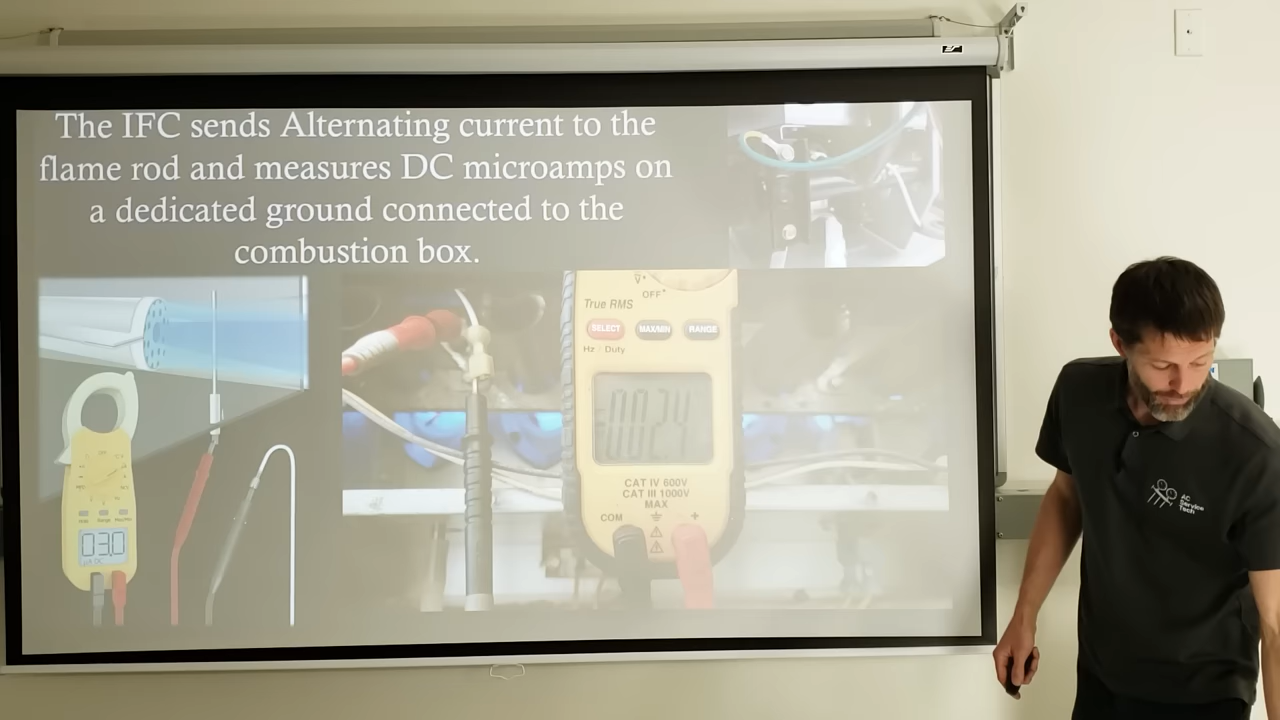 The IFC sends Alternating current to the
flame rod and measures DC microamps on
a dedicated ground connected to the
combustion box.
OFF
True RMS
SELECT
MAX/MIN
RANGE
Hz / Duty
CAT IV 600V
CAT III 1000V
MAX
COM
+
03.0
AC
Service
Tech